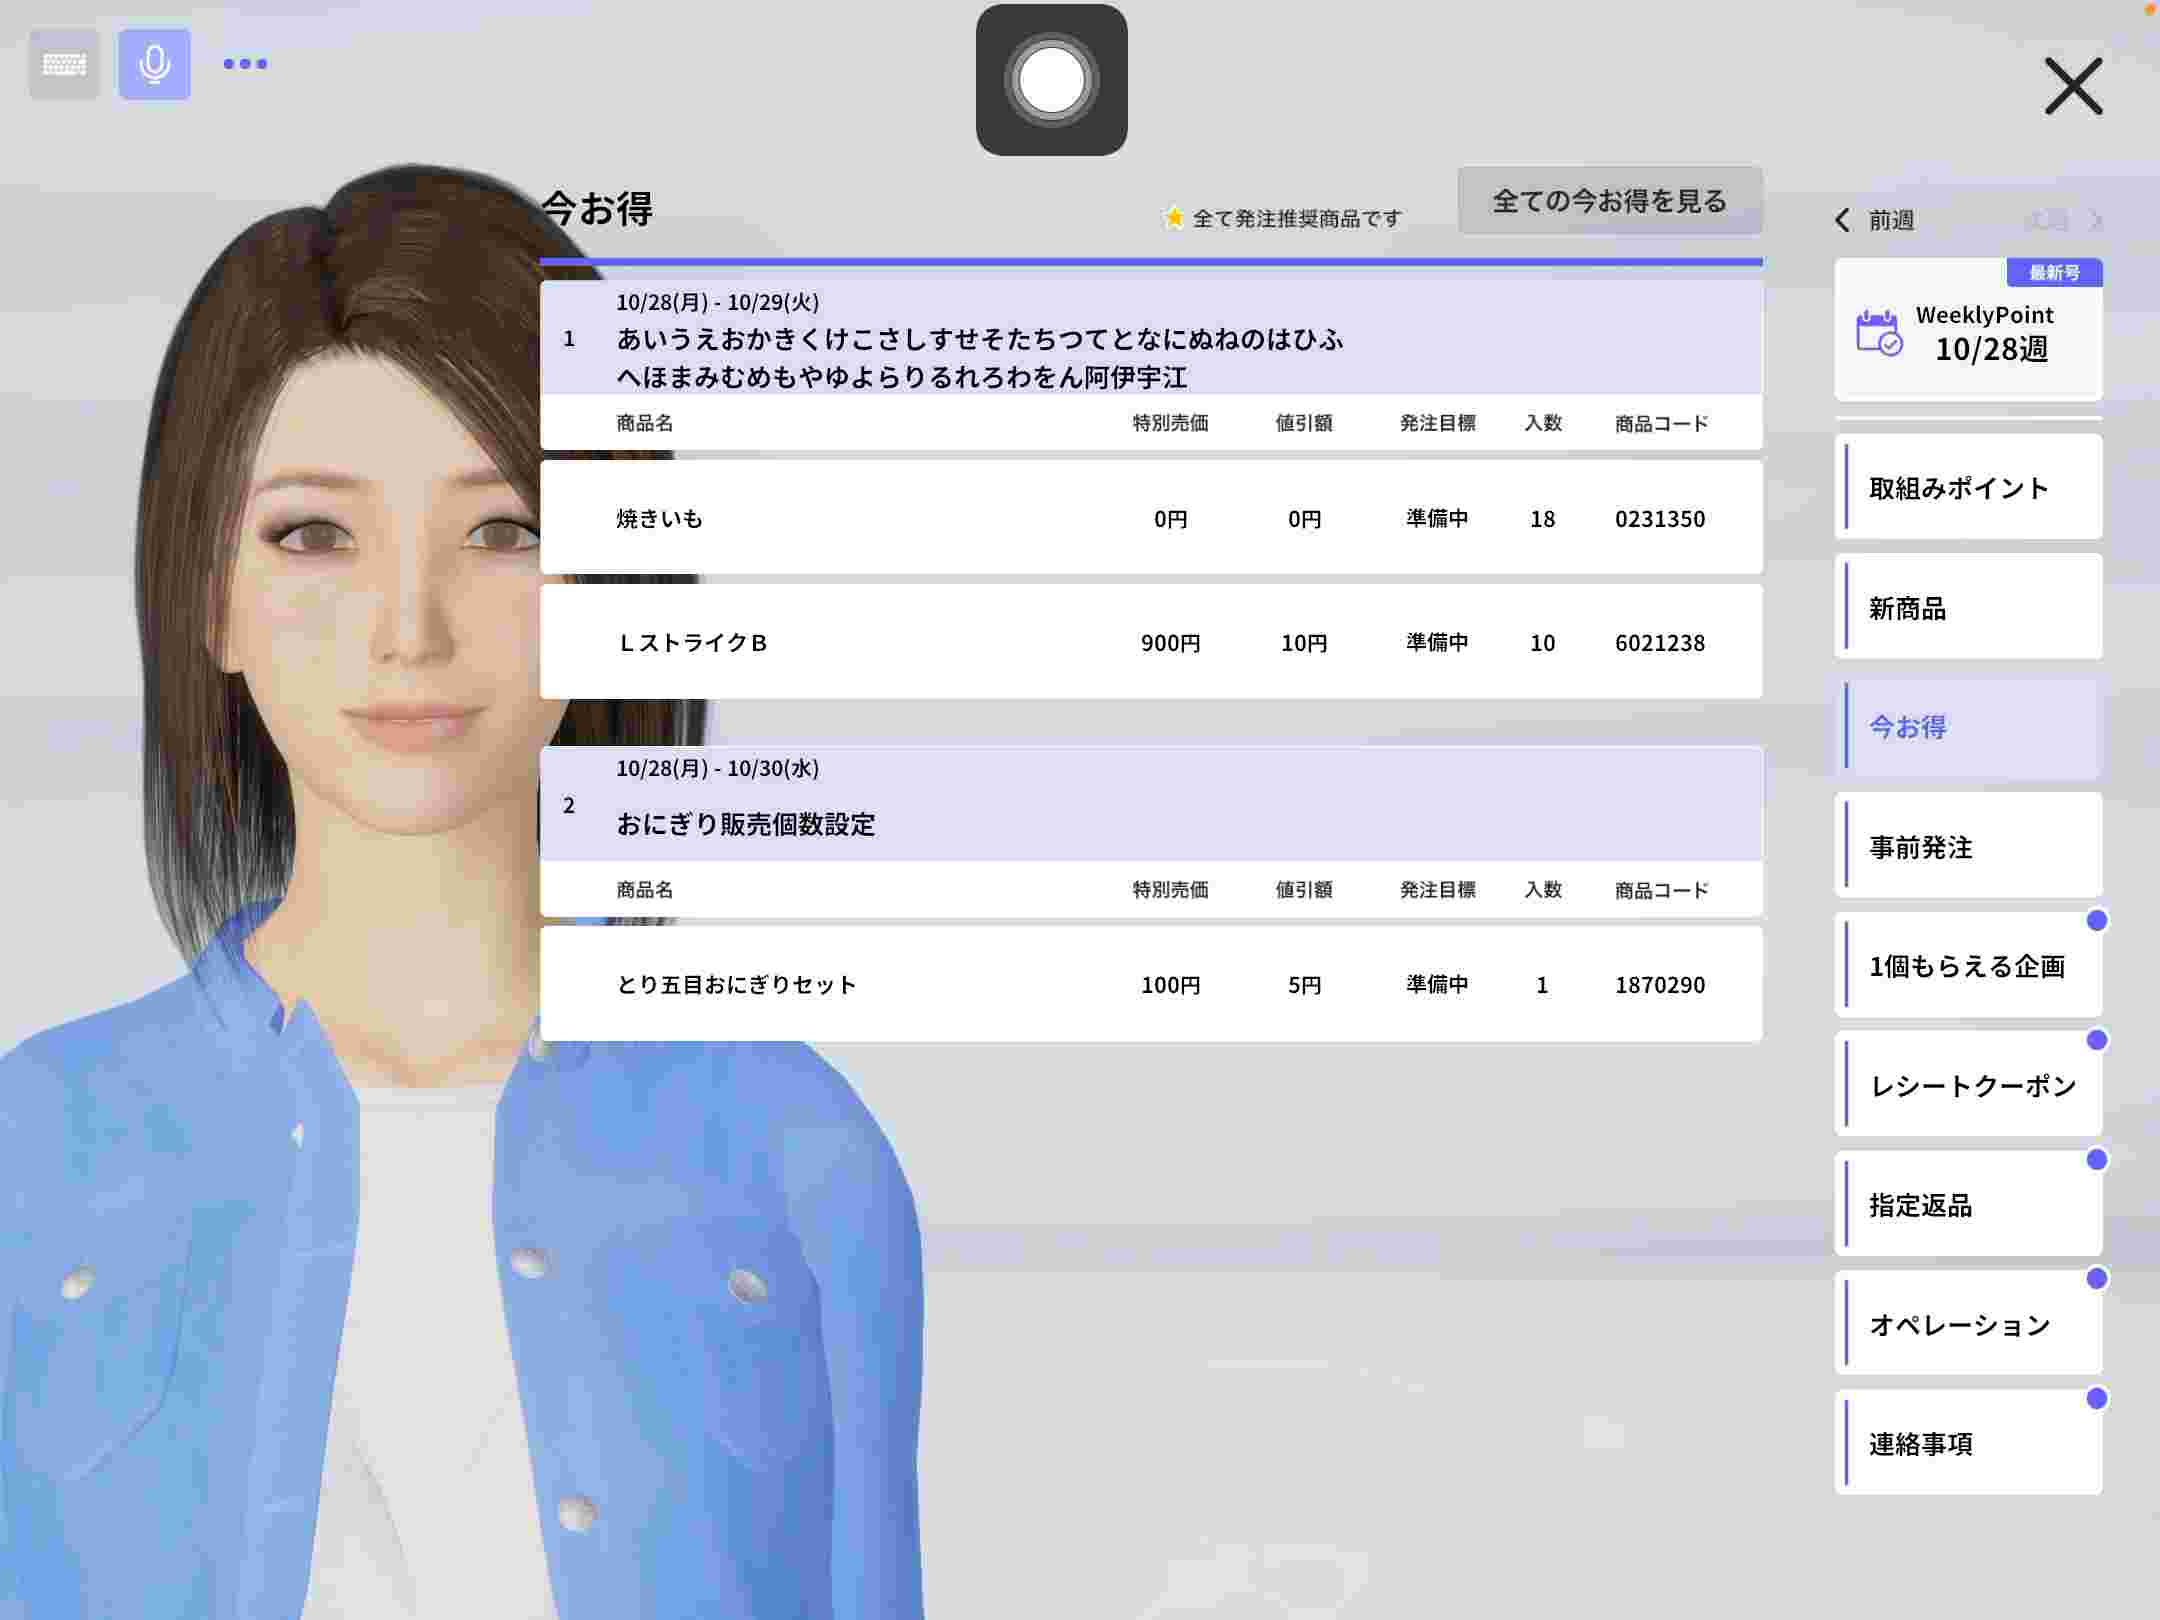 今お得
全て発注推奨商品です
全ての今お得を見る
10/28(月) - 10/29(火)
1
あいうえおかきくけこさしすせそたちつてとなにぬねのはひふ
へほまみむめもやゆよらりるれろわをん阿伊宇江
商品名 特別売価 値引額 発注目標 入数 商品コード
焼きいも 0円 0円 準備中 18 0231350
LストライクB 900円 10円 準備中 10 6021238
10/28(月) - 10/30(水)
2
おにぎり販売個数設定
商品名 特別売価 値引額 発注目標 入数 商品コード
とり五目おにぎりセット 100円 5円 準備中 1 1870290
前週
最新号
WeeklyPoint
10/28週
取組みポイント
新商品
今お得
事前発注
1個もらえる企画
レシートクーポン
指定返品
オペレーション
連絡事項